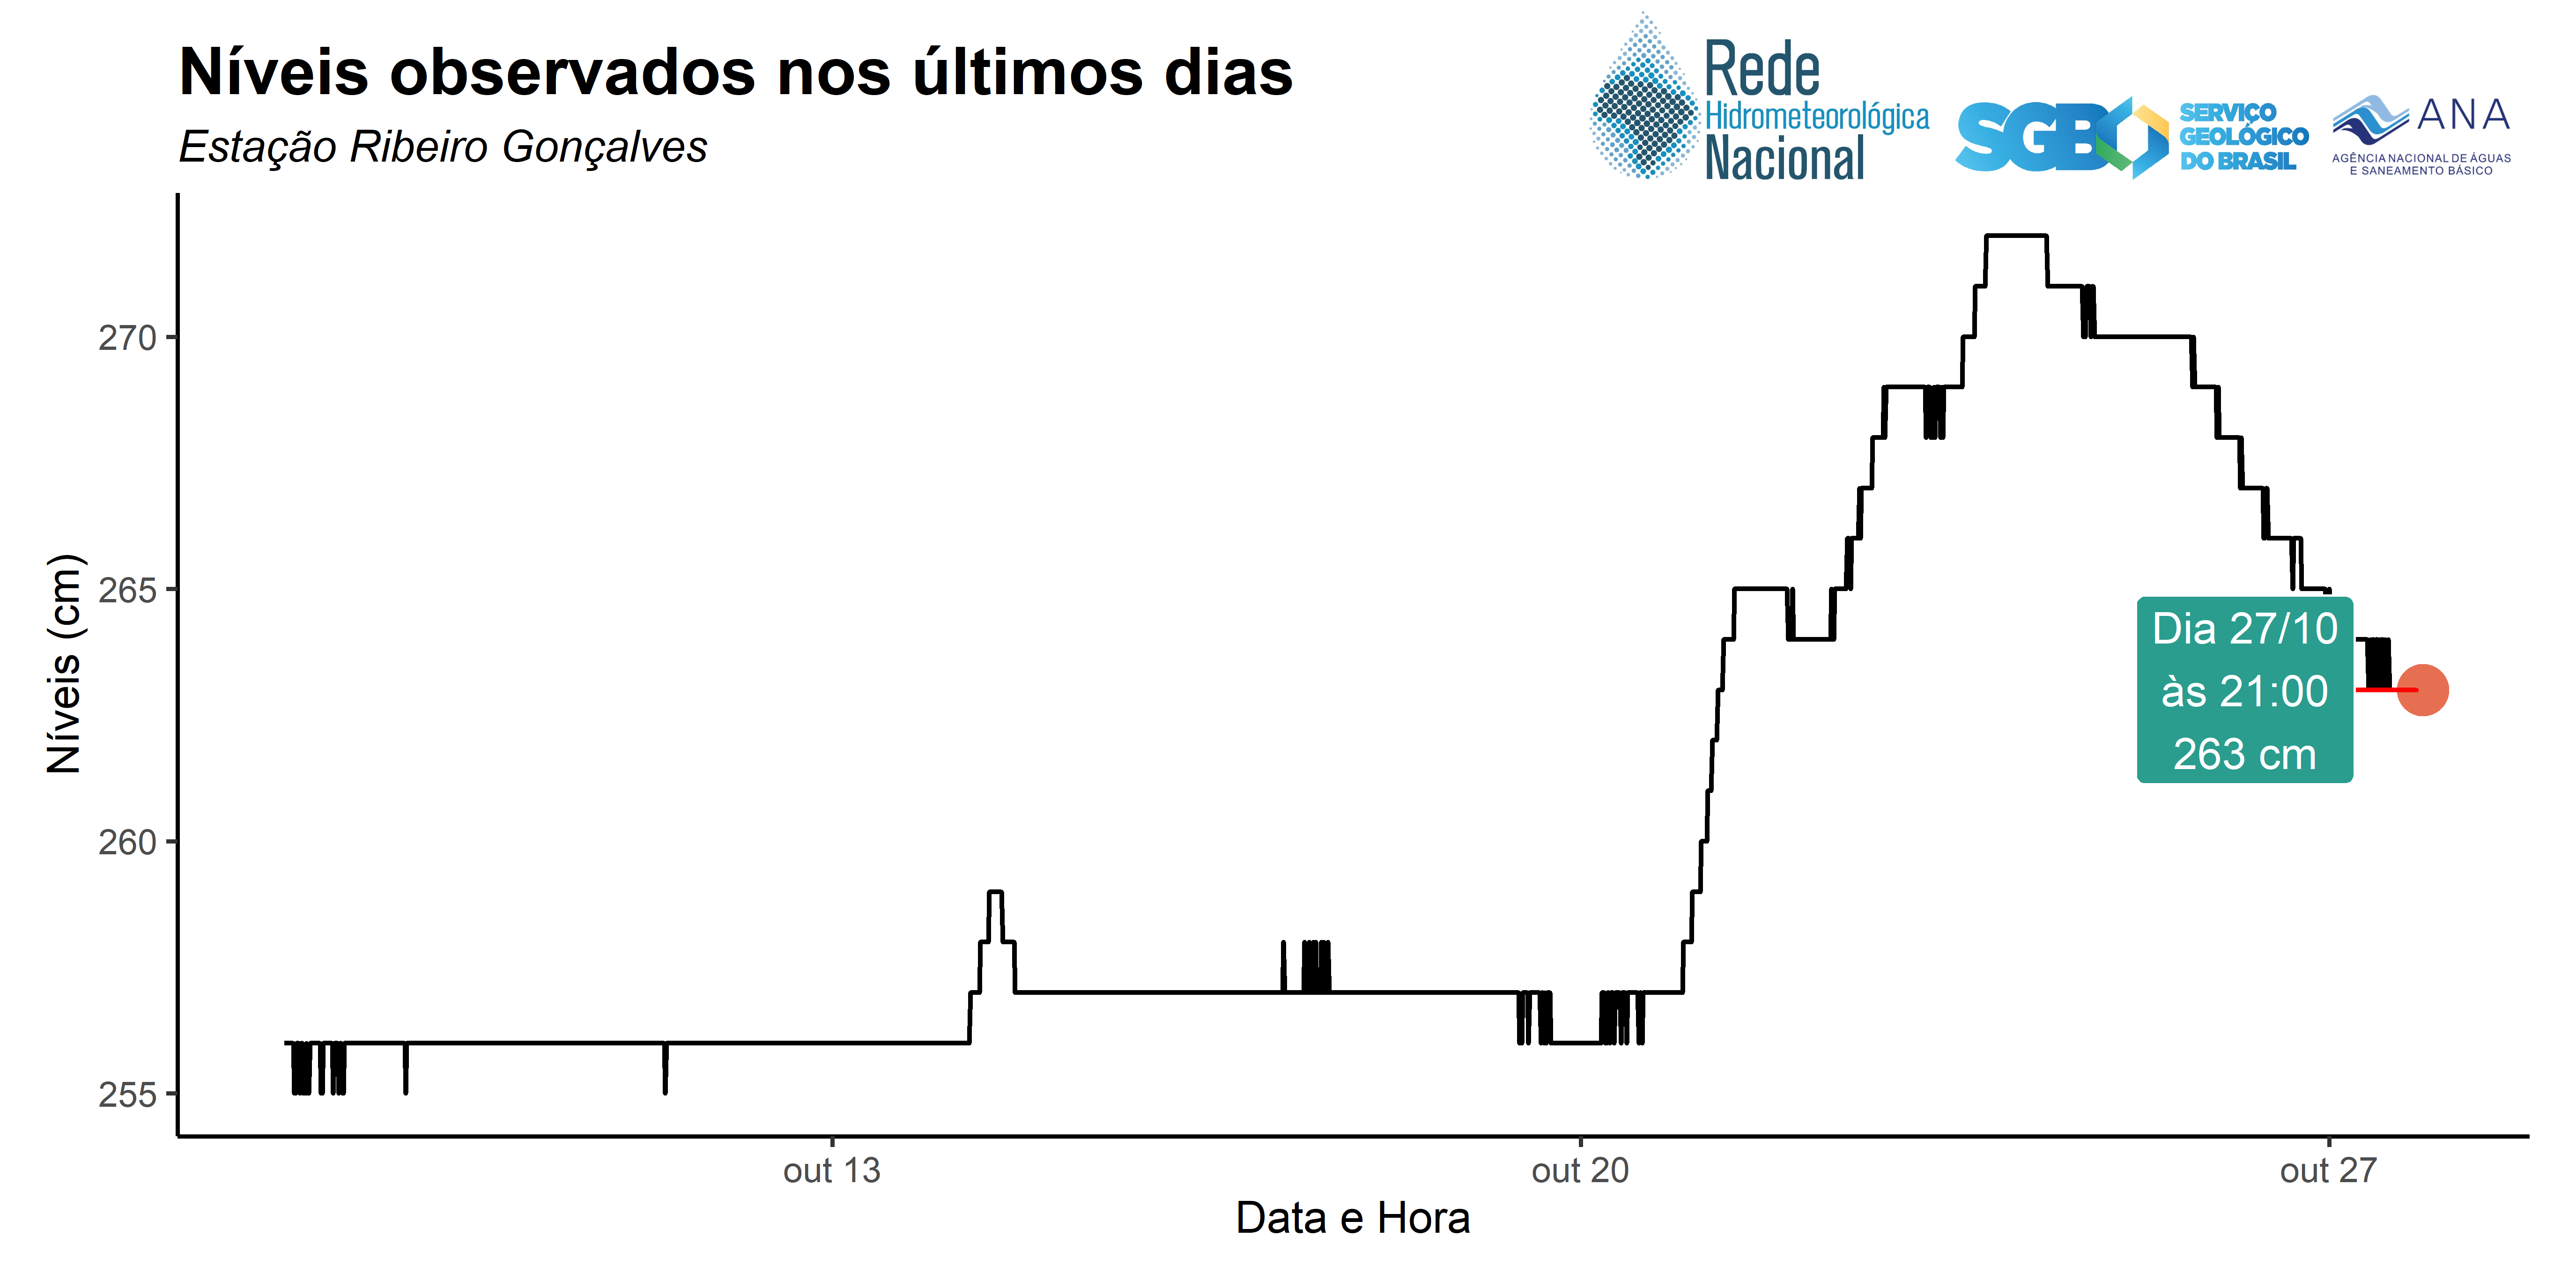 Níveis observados nos últimos dias
Estação Ribeiro Gonçalves
Rede
Hidrometeorológica
Nacional
SGB
SERVIÇO
GEOLÓGICO
DO BRASIL
ANA
AGÊNCIA NACIONAL DE ÁGUAS
E SANEAMENTO BÁSICO
Níveis (cm)
270
265
260
255
Dia 27/10
às 21:00
263 cm
out 13
out 20
out 27
Data e Hora